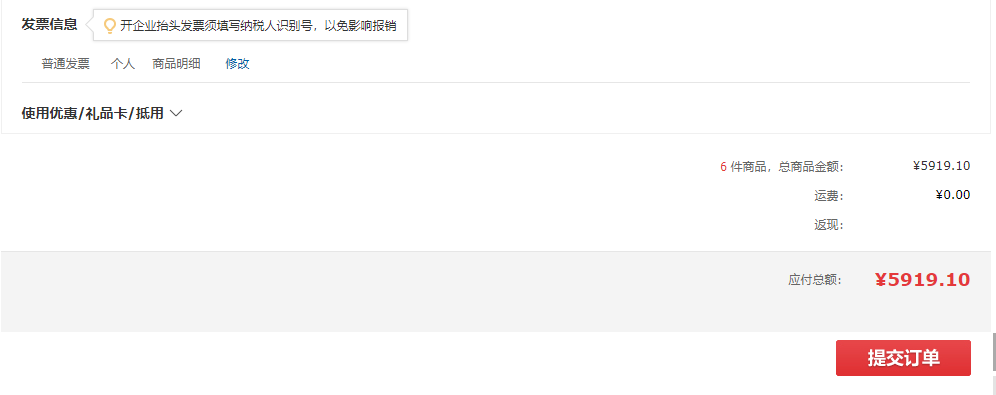 发票信息 开企业抬头发票须填写纳税人识别号，以免影响报销
普通发票 个人 商品明细 修改
使用优惠/礼品卡/抵用
6 件商品，总商品金额： ¥5919.10
运费： ¥0.00
返现：
应付总额： ¥5919.10
提交订单